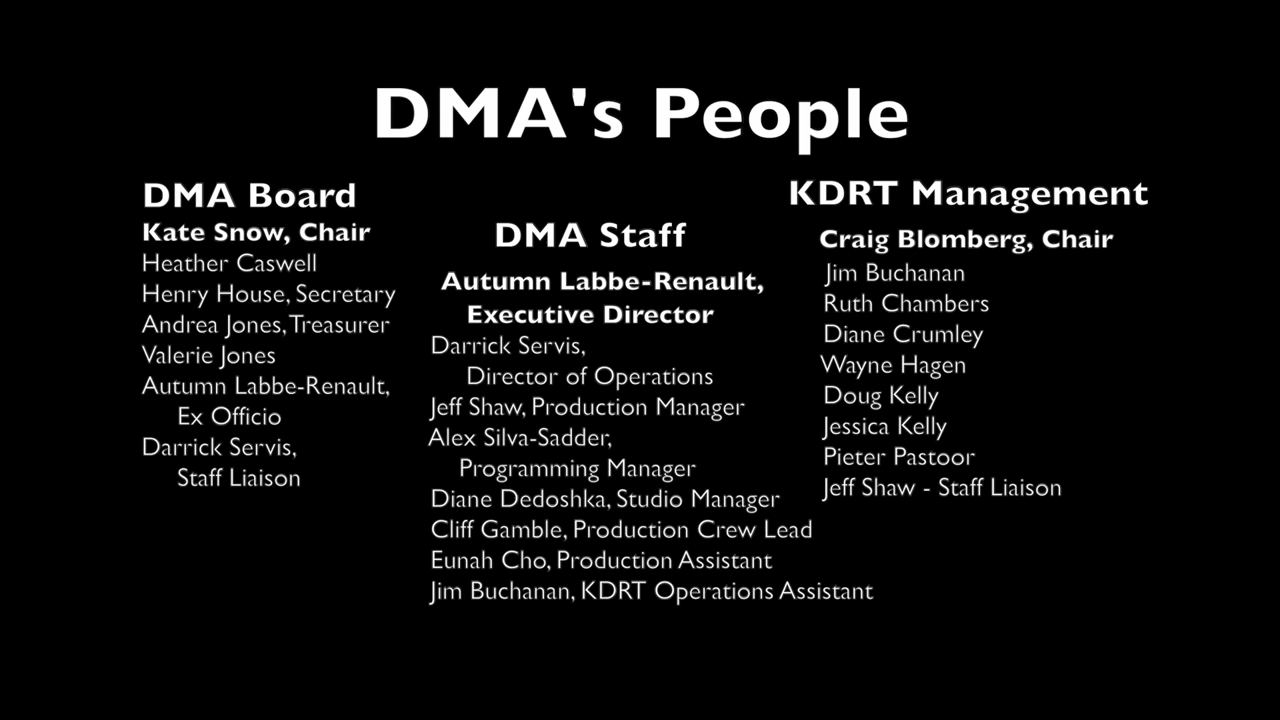 DMA's People
DMA Board
Kate Snow, Chair
Heather Caswell
Henry House, Secretary
Andrea Jones, Treasurer
Valerie Jones
Autumn Labbe-Renault,
Ex Officio
Darrick Servis,
Staff Liaison
DMA Staff
Autumn Labbe-Renault,
Executive Director
Darrick Servis,
Director of Operations
Jeff Shaw, Production Manager
Alex Silva-Sadder,
Programming Manager
Diane Dedoshka, Studio Manager
Cliff Gamble, Production Crew Lead
Eunah Cho, Production Assistant
Jim Buchanan, KDRT Operations Assistant
KDRT Management
Craig Blomberg, Chair
Jim Buchanan
Ruth Chambers
Diane Crumley
Wayne Hagen
Doug Kelly
Jessica Kelly
Pieter Pastoor
Jeff Shaw - Staff Liaison